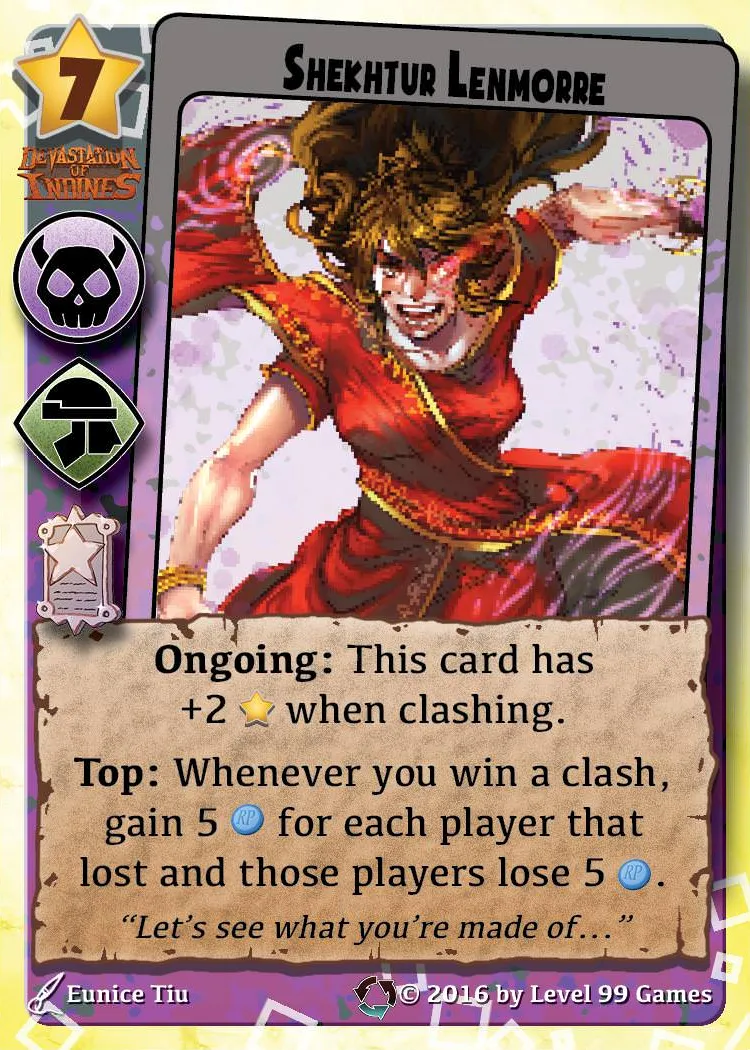 7
Shekhtur Lenmorre
DEVASTATION
OF
INDINES
Ongoing: This card has
+2 when clashing.
Top: Whenever you win a clash,
gain 5 RP for each player that
lost and those players lose 5 RP.
“Let's see what you're made of...”
Eunice Tiu
© 2016 by Level 99 Games